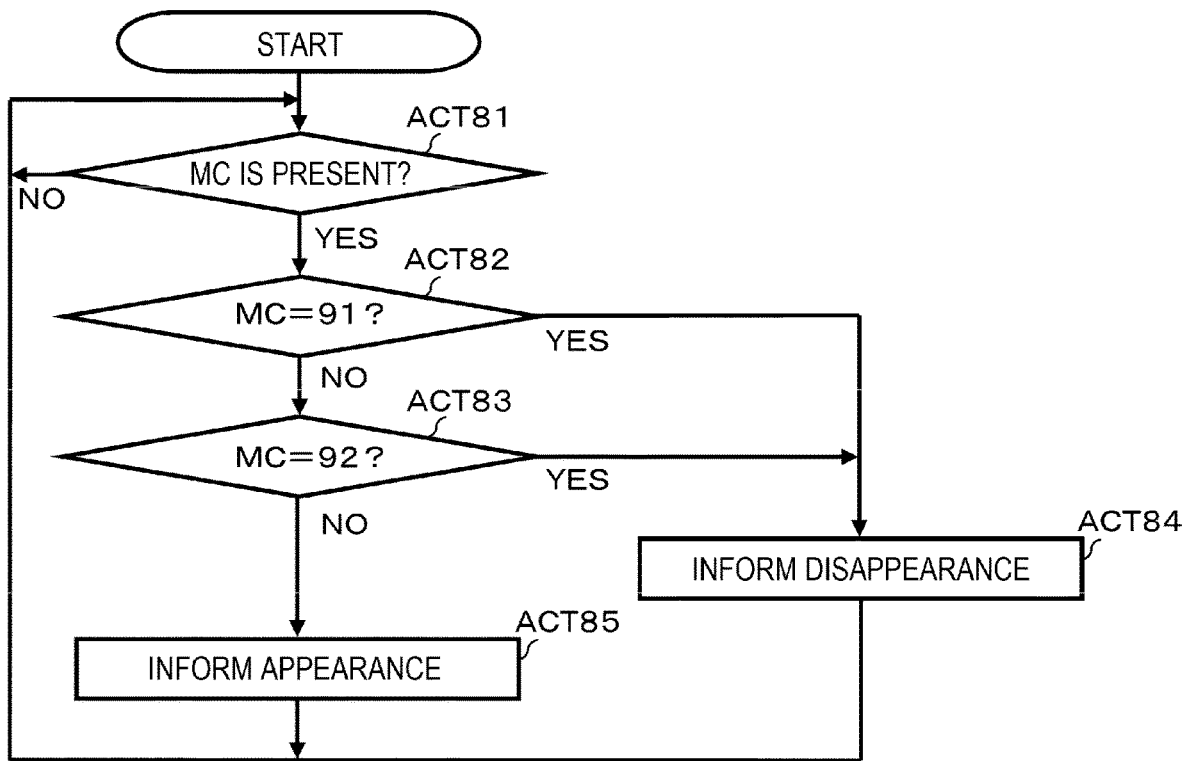 START
ACT81
MC IS PRESENT?
NO
YES
ACT82
MC=91?
YES
NO
ACT83
MC=92?
YES
NO
ACT84
INFORM DISAPPEARANCE
ACT85
INFORM APPEARANCE